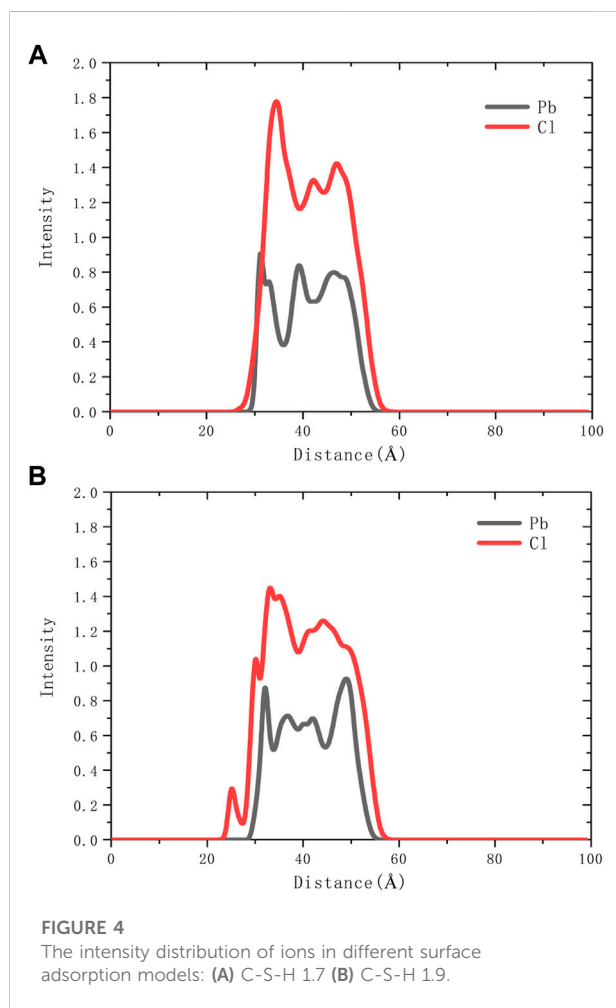 A
2.0
1.8
1.6
1.4
1.2
1.0
0.8
0.6
0.4
0.2
0.0
Intensity
Pb
Cl
0
20
40
60
80
100
Distance(Å)
B
2.0
1.8
1.6
1.4
1.2
1.0
0.8
0.6
0.4
0.2
0.0
Intensity
Pb
Cl
0
20
40
60
80
100
Distance(Å)
FIGURE 4
The intensity distribution of ions in different surface
adsorption models: (A) C-S-H 1.7 (B) C-S-H 1.9.